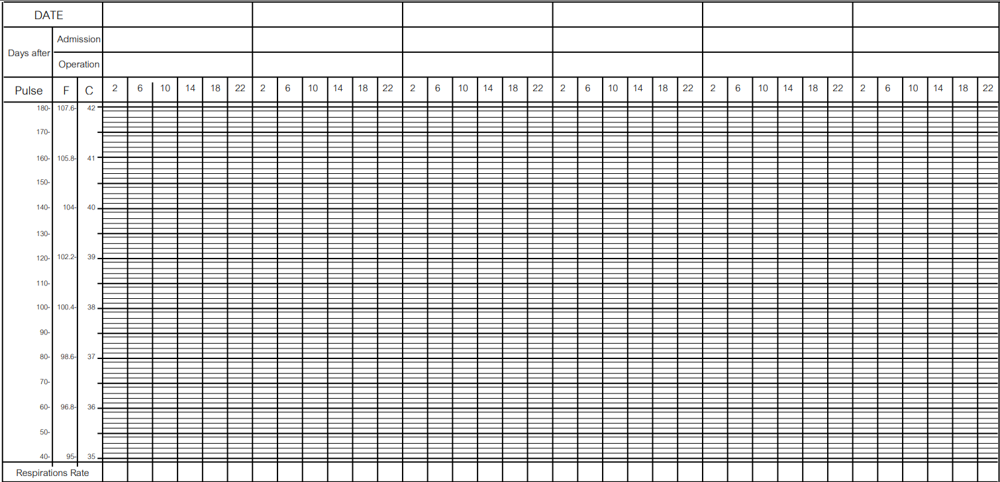 DATE
Admission
Days after
Operation
Pulse F C 2 6 10 14 18 22 2 6 10 14 18 22 2 6 10 14 18 22 2 6 10 14 18 22 2 6 10 14 18 22 2 6 10 14 18 22
180- 107.6- 42
170-
160- 105.8- 41
150-
140- 104- 40
130-
120- 102.2- 39
110-
100- 100.4- 38
90-
80- 98.6- 37
70-
60- 96.8- 36
50-
40- 95- 35
Respirations Rate